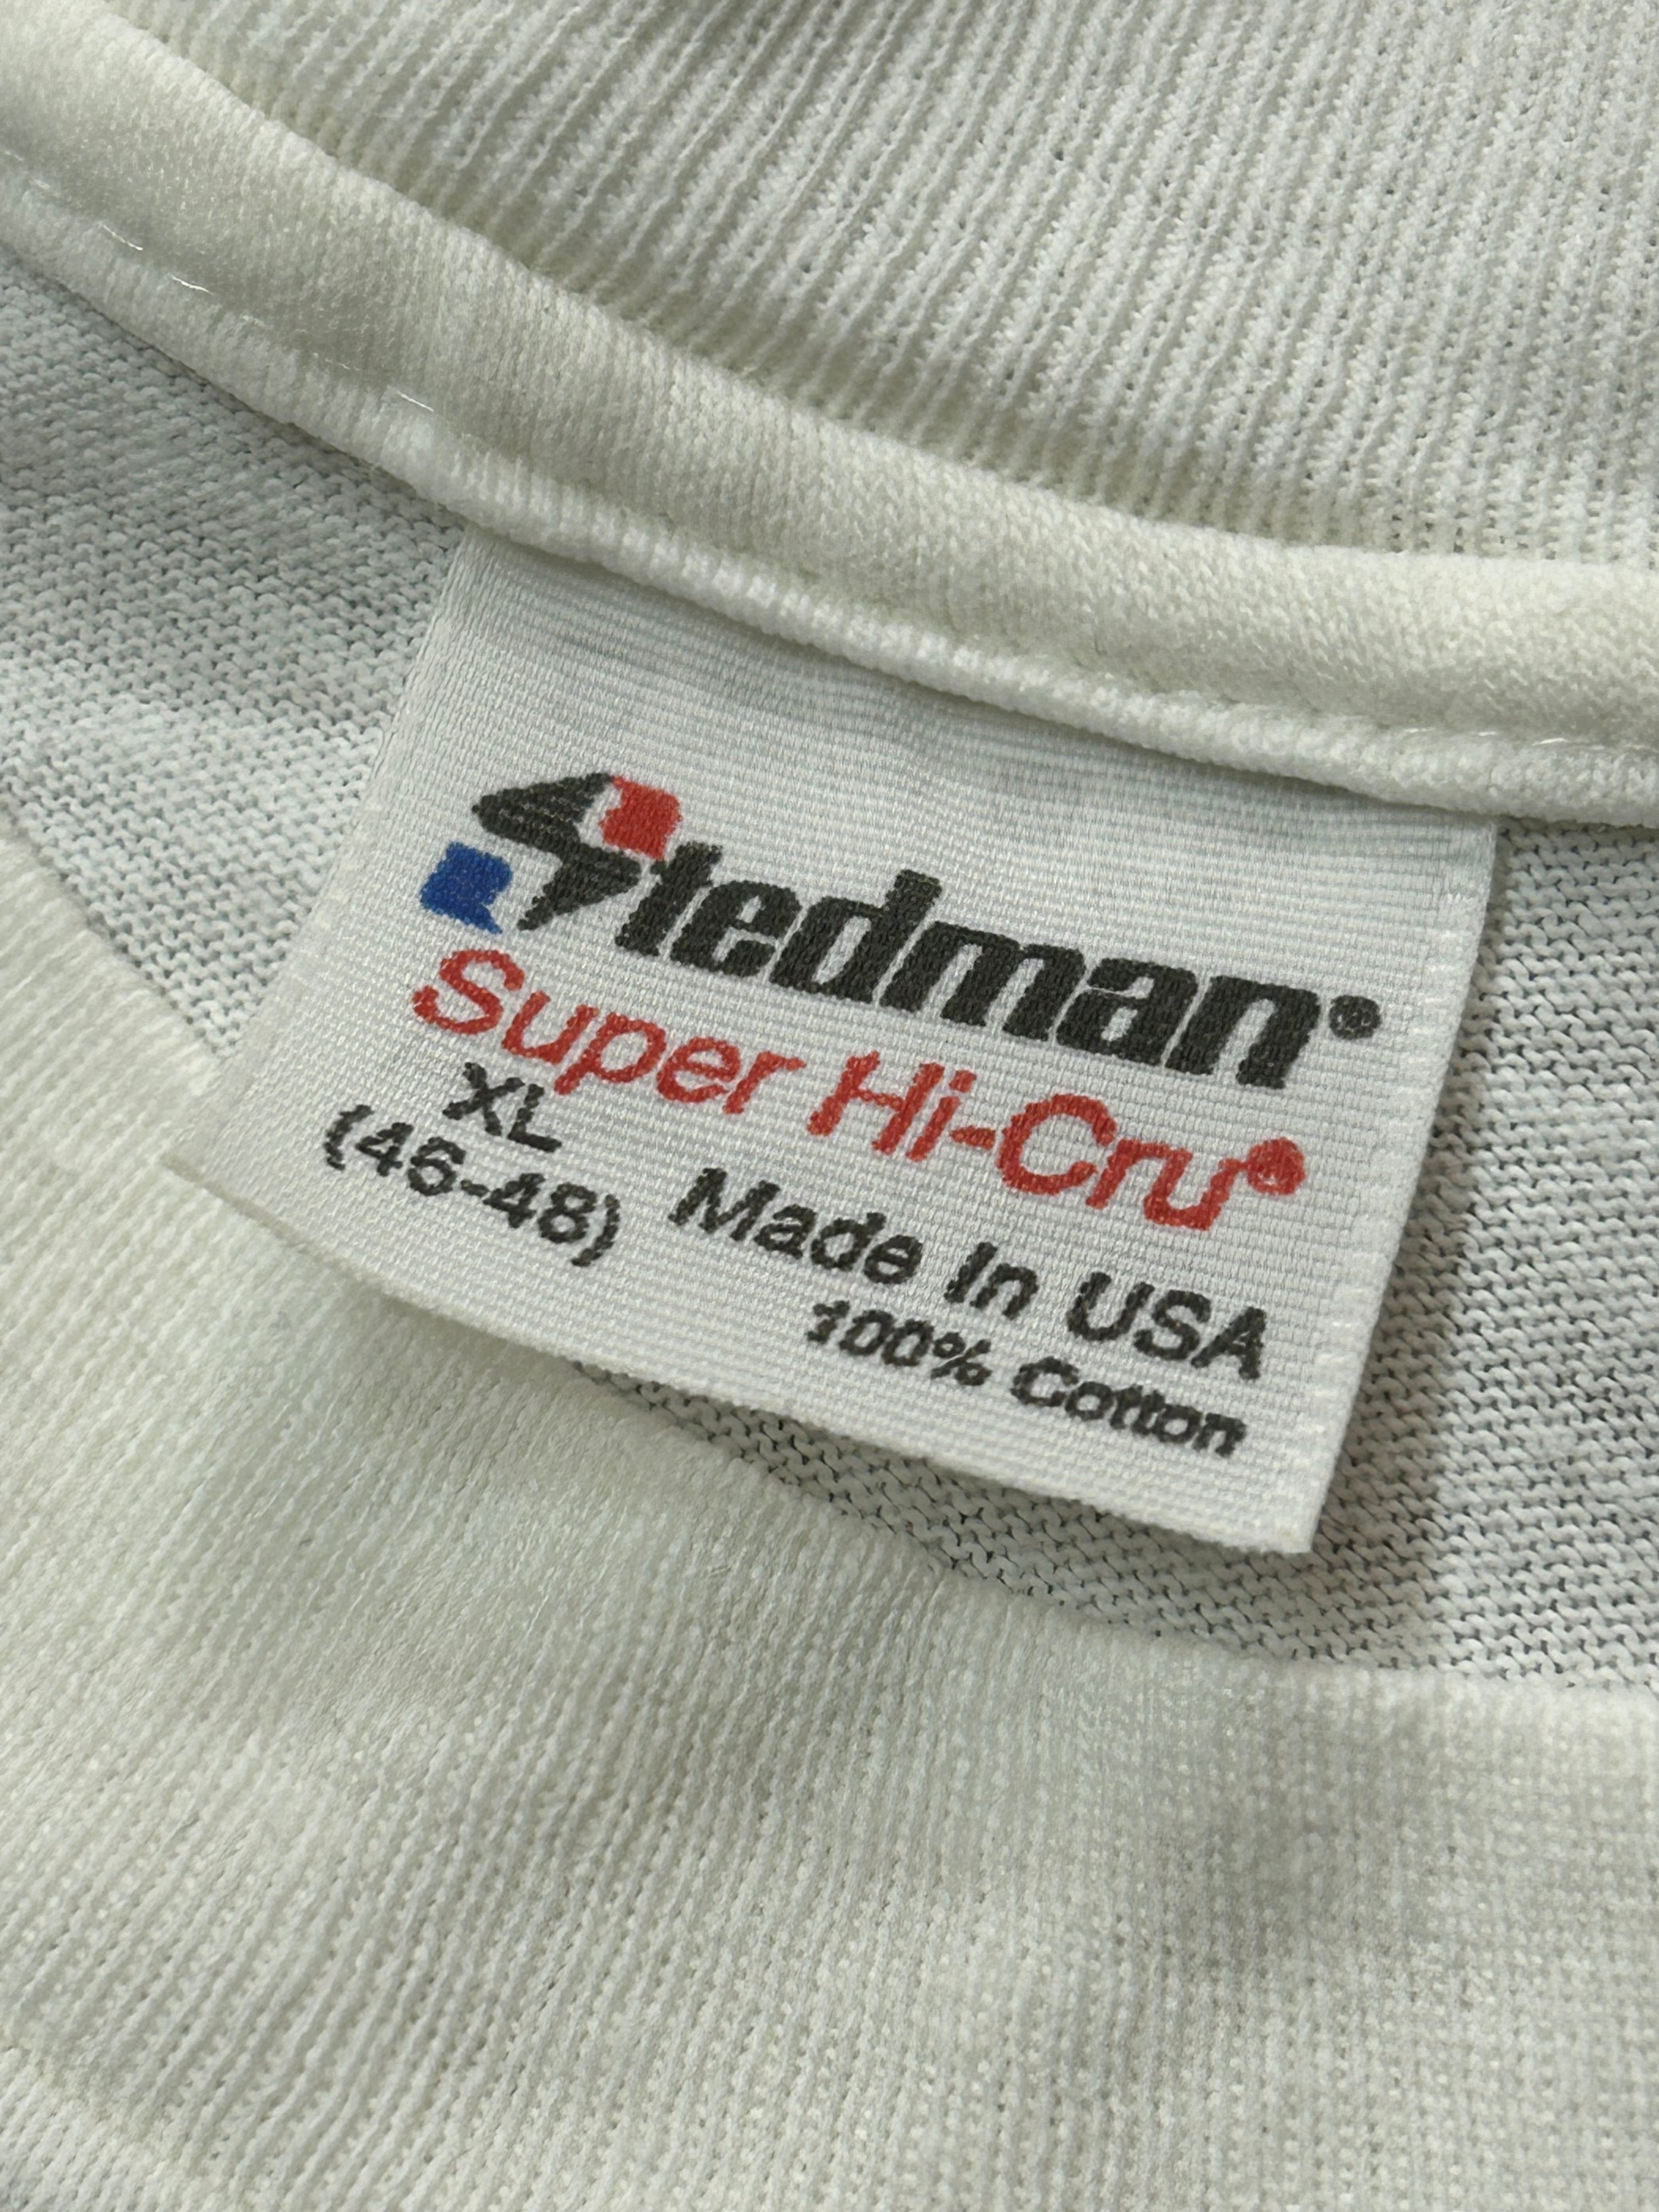 Stedman®
Super Hi-Cru®
XL
(46-48)
Made In USA
100% Cotton